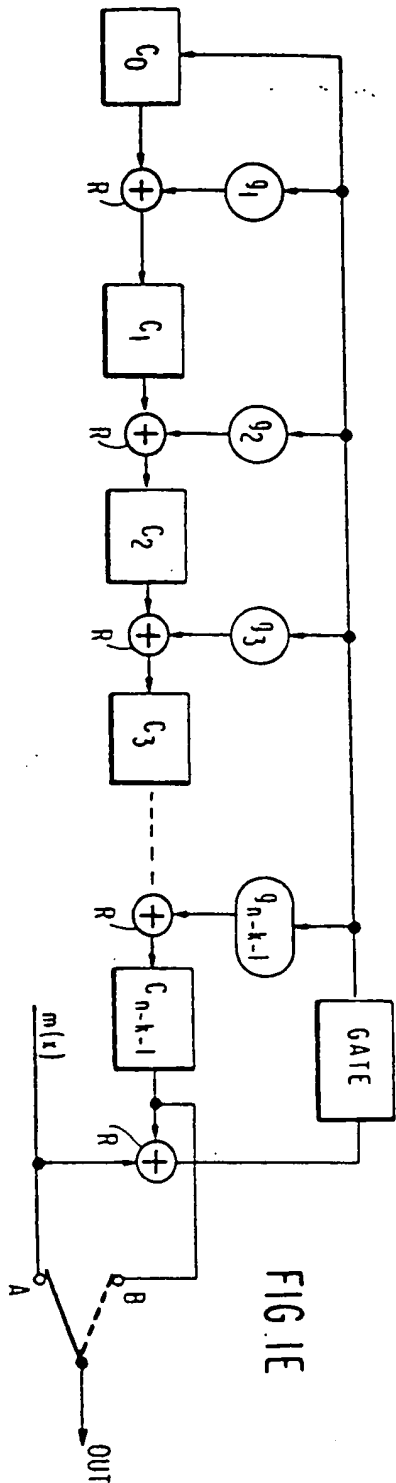 GATE
g₁
g₂
g₃
gₙ₋ₖ₋₁
C₀
+
C₁
+
C₂
+
C₃
+
Cₙ₋ₖ₋₁
+
R
R
R
R
R
m(x)
B
A
OUT
FIG. 1E